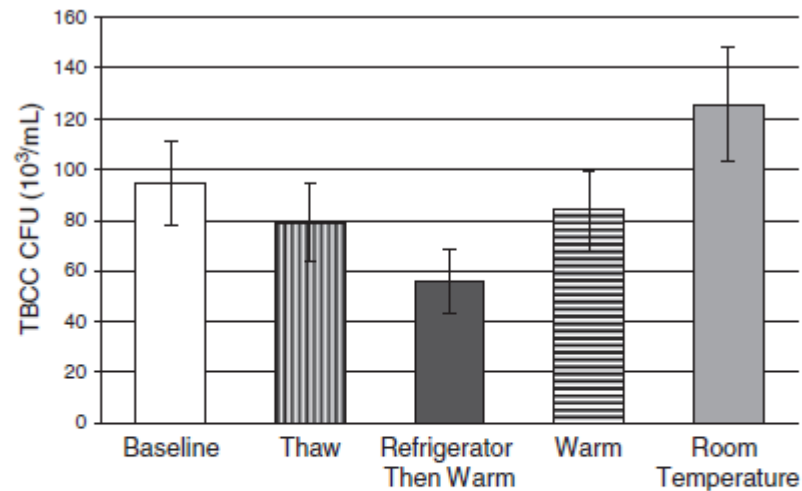 160
140
120
100
80
60
40
20
0
TBCC CFU (10³/mL)
Baseline
Thaw
Refrigerator
Then Warm
Warm
Room
Temperature